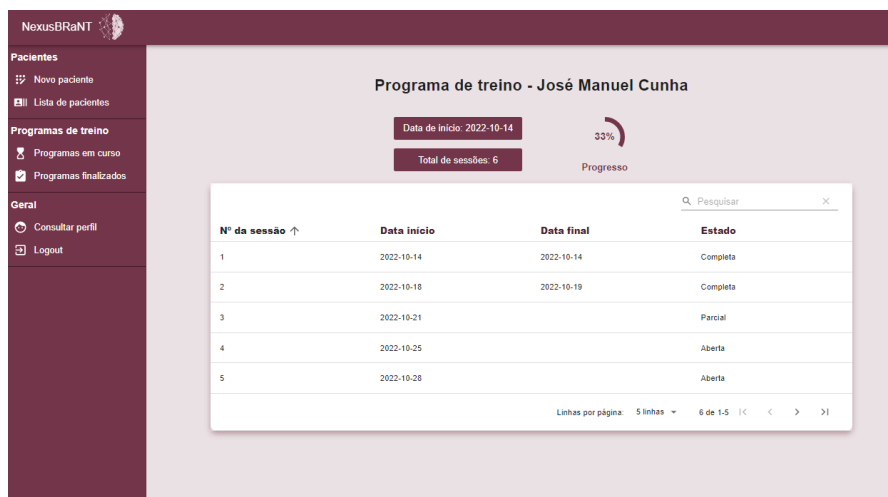 NexusBRaNT
Pacientes
Novo paciente
Lista de pacientes
Programas de treino
Programas em curso
Programas finalizados
Geral
Consultar perfil
Logout
Programa de treino - José Manuel Cunha
Data de início: 2022-10-14
Total de sessões: 6
33%
Progresso
Pesquisar
Nº da sessão Data início Data final Estado
1 2022-10-14 2022-10-14 Completa
2 2022-10-18 2022-10-19 Completa
3 2022-10-21 Parcial
4 2022-10-25 Aberta
5 2022-10-28 Aberta
Linhas por página: 5 linhas 6 de 1-5